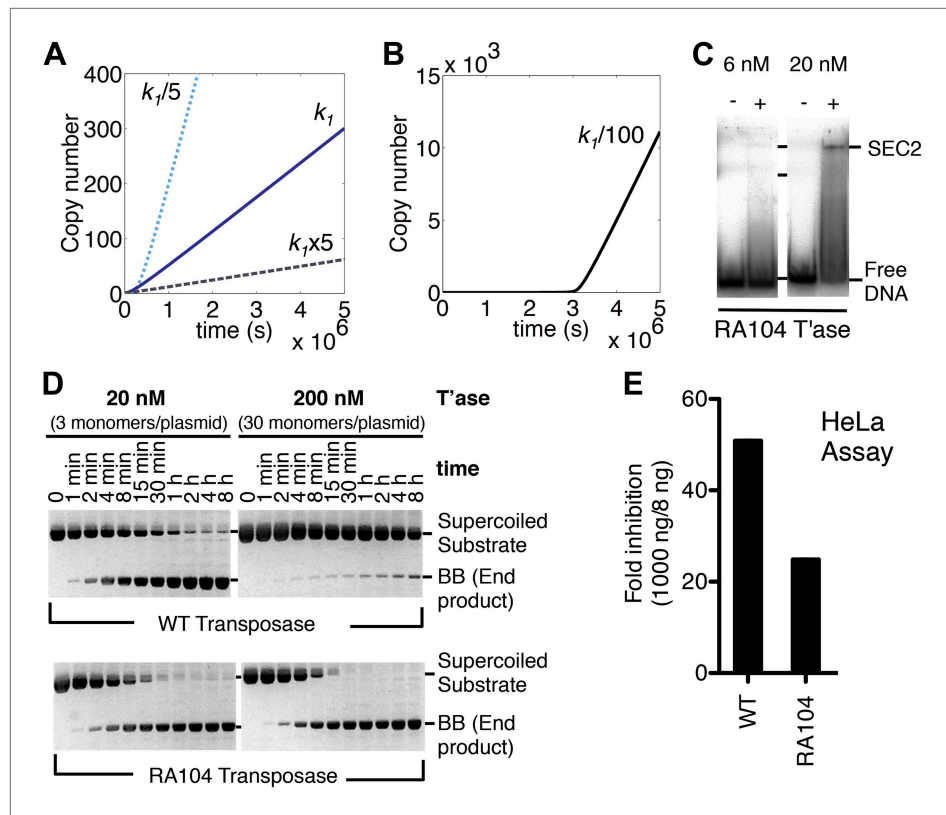 A
400
300
200
100
0
Copy number
k₁/5
k₁
k₁x5
0 1 2 3 4 5
time (s)
x 10⁶
B
15 x 10³
10
5
0
Copy number
k₁/100
0 1 2 3 4 5
time (s)
x 10⁶
C
6 nM 20 nM
- + - +
SEC2
Free
DNA
RA104 T'ase
D
20 nM 200 nM T'ase
(3 monomers/plasmid) (30 monomers/plasmid)
time
0 1 min 2 min 4 min 8 min 15 min 30 min 1 h 2 h 4 h 8 h 0 1 min 2 min 4 min 8 min 15 min 30 min 1 h 2 h 4 h 8 h
Supercoiled
Substrate
BB (End
product)
WT Transposase
Supercoiled
Substrate
BB (End
product)
RA104 Transposase
E
HeLa
Assay
60
40
20
0
Fold inhibition
(1000 ng/8 ng)
WT
RA104